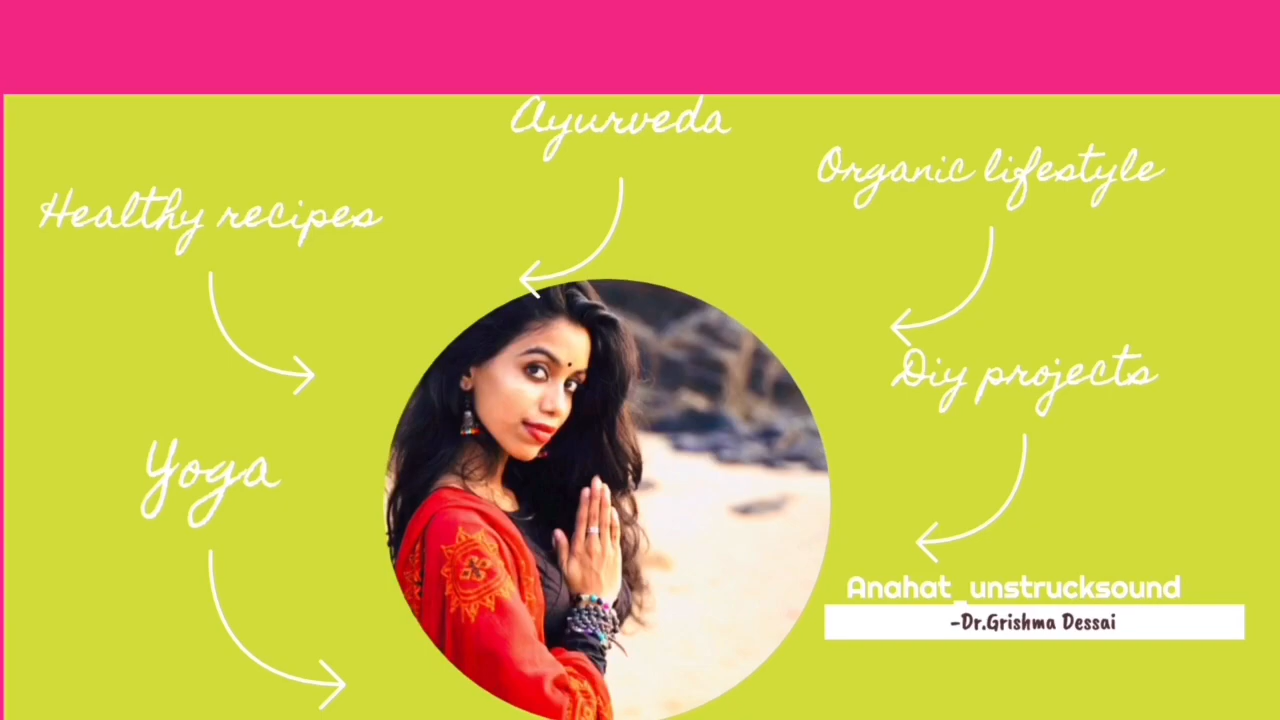 Ayurveda
Organic lifestyle
Healthy recipes
Diy projects
Yoga
Anahat_unstrucksound
-Dr.Grishma Dessai